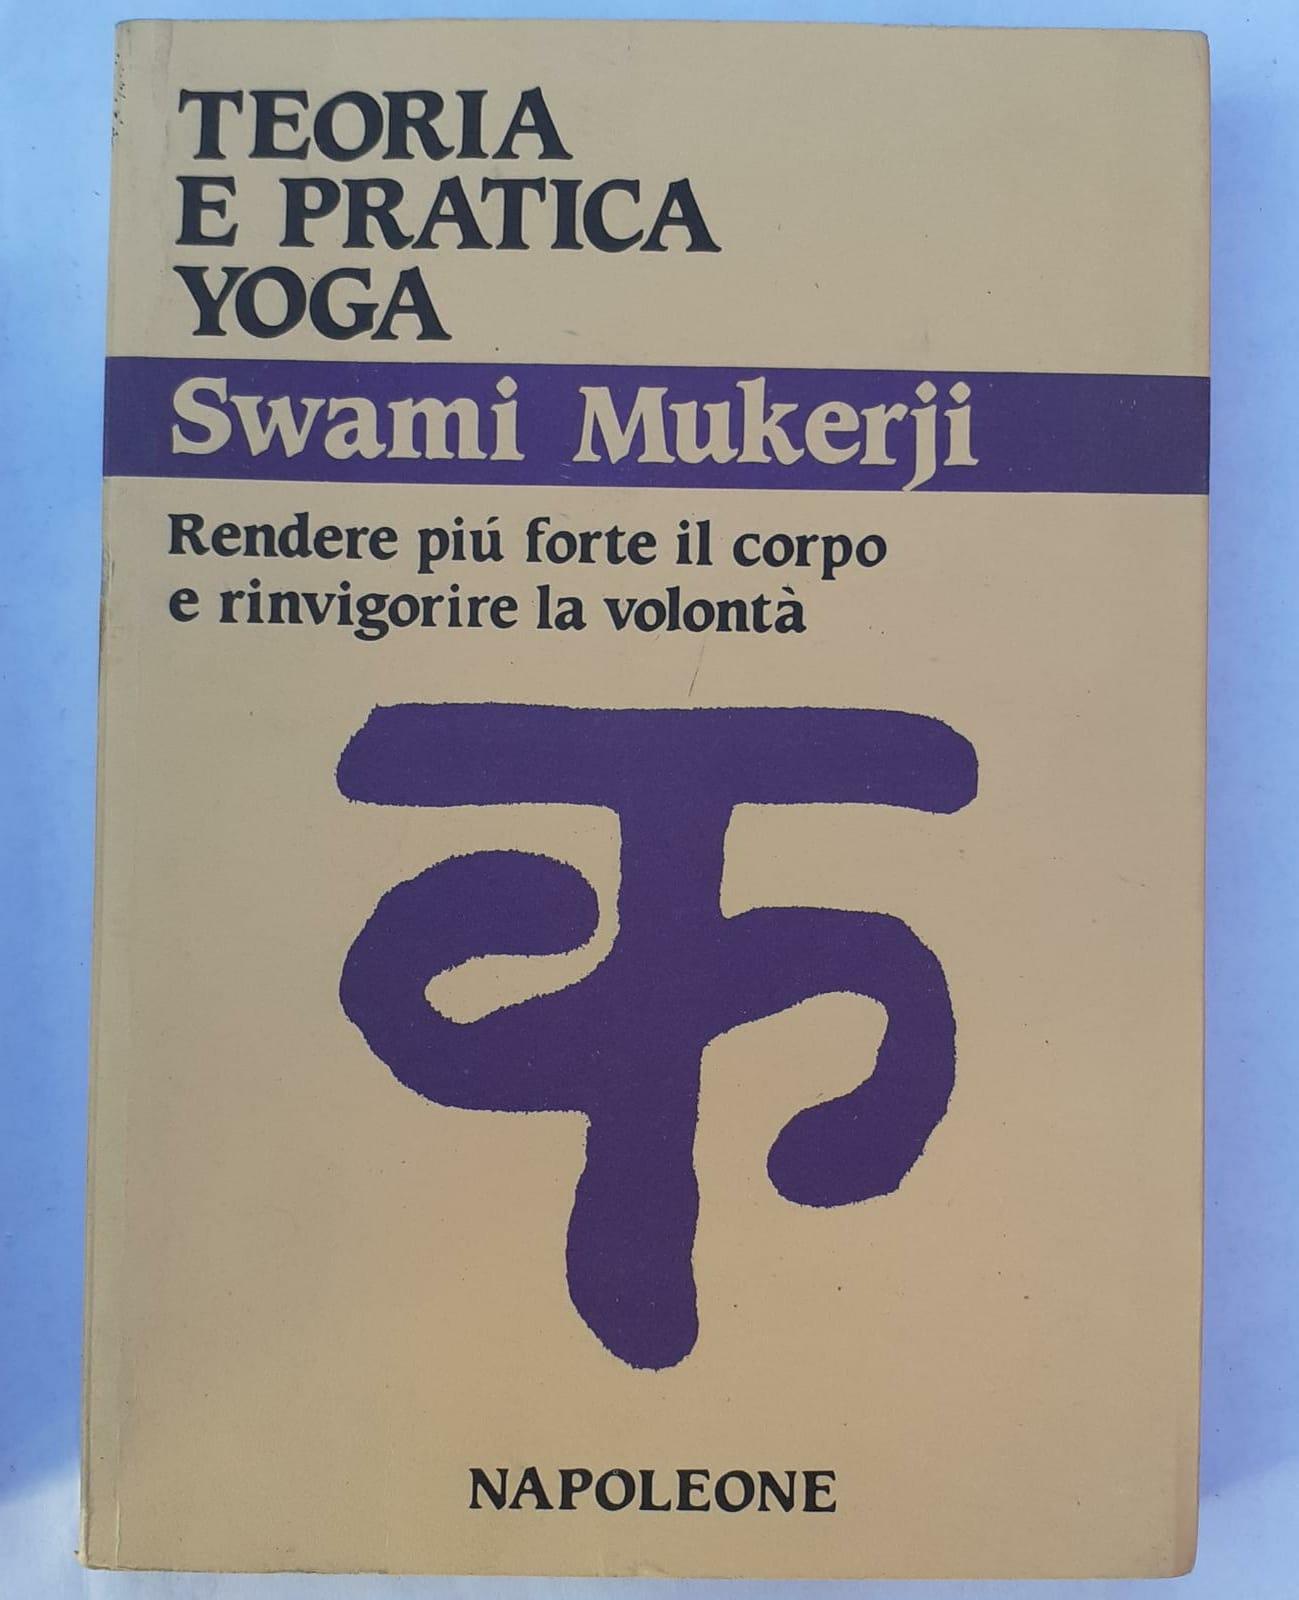 TEORIA
E PRATICA
YOGA
Swami Mukerji
Rendere piú forte il corpo
e rinvigorire la volontà
क
NAPOLEONE